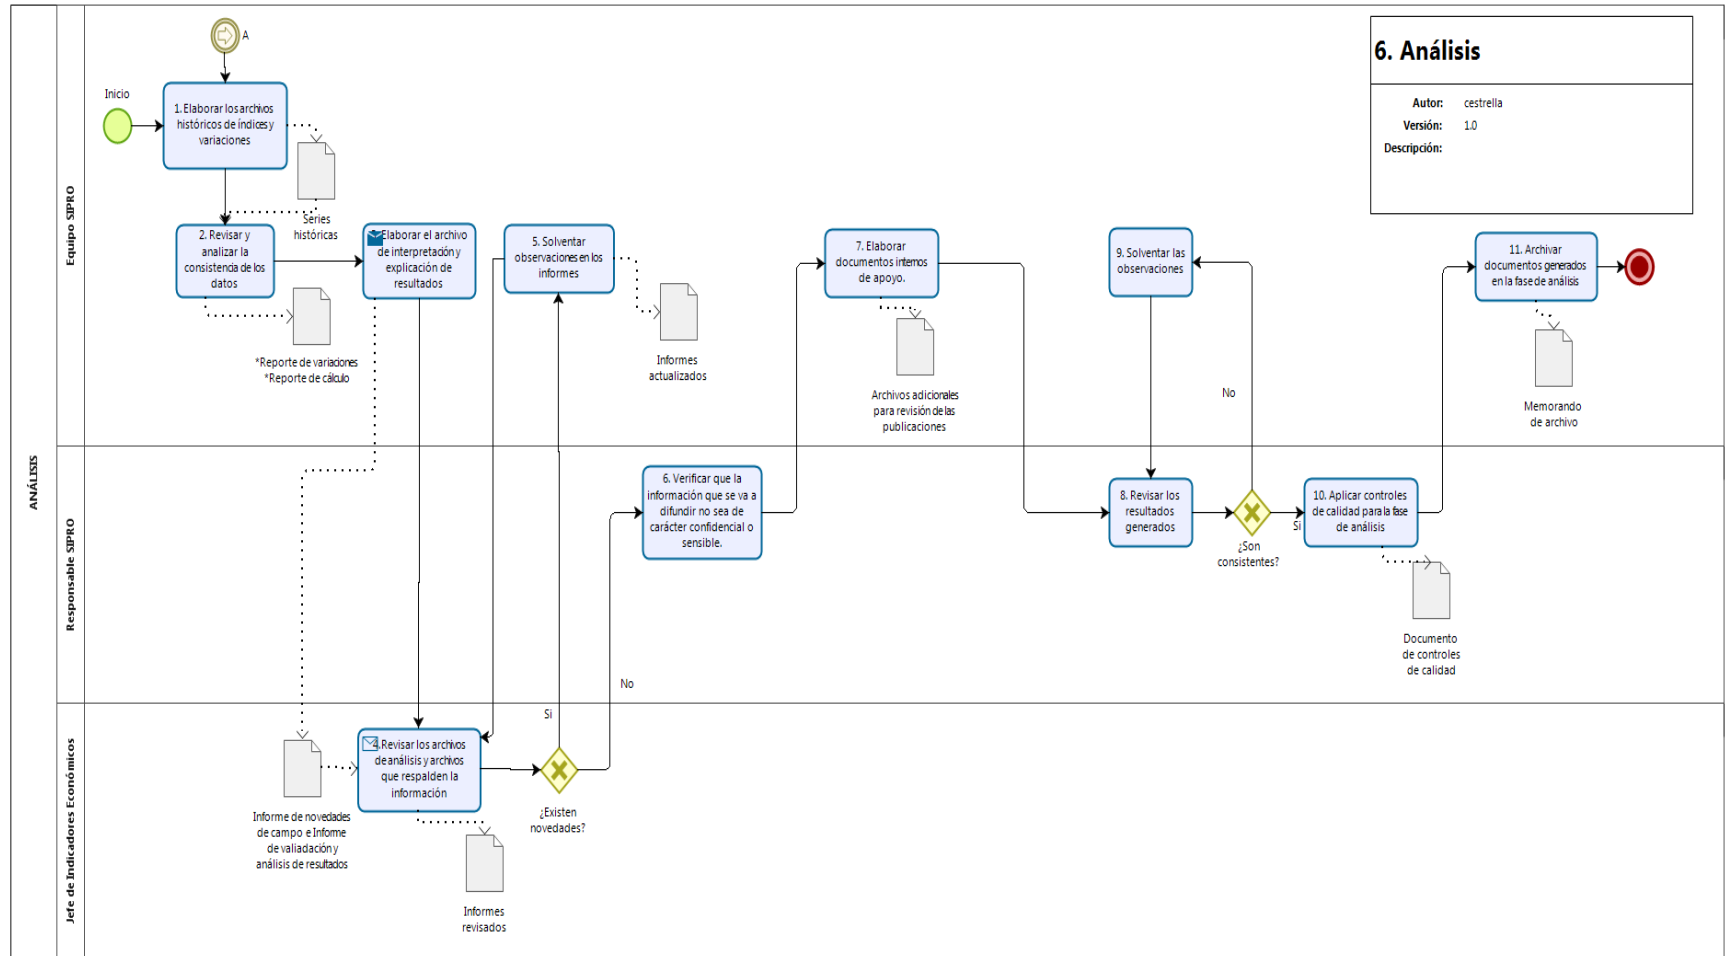 6. Análisis
Autor: cestrella
Versión: 1.0
Descripción:
ANÁLISIS
Equipo SIPRO
A
Inicio
1. Elaborar los archivos
históricos de índices y
variaciones
Series
históricas
2. Revisar y
analizar la
consistencia de los
datos
*Reporte de variaciones
*Reporte de cálculo
Elaborar el archivo
de interpretación y
explicación de
resultados
5. Solventar
observaciones en los
informes
Informes
actualizados
7. Elaborar
documentos internos
de apoyo.
Archivos adicionales
para revisión de las
publicaciones
9. Solventar las
observaciones
No
11. Archivar
documentos generados
en la fase de análisis
Memorando
de archivo
Responsable SIPRO
6. Verificar que la
información que se va a
difundir no sea de
carácter confidencial o
sensible.
No
8. Revisar los
resultados
generados
¿Son
consistentes?
Si
10. Aplicar controles
de calidad para la fase
de análisis
Documento
de controles
de calidad
Jefe de Indicadores Económicos
Si
4. Revisar los archivos
de análisis y archivos
que respalden la
información
¿Existen
novedades?
Informe de novedades
de campo e Informe
de valiadación y
análisis de resultados
Informes
revisados